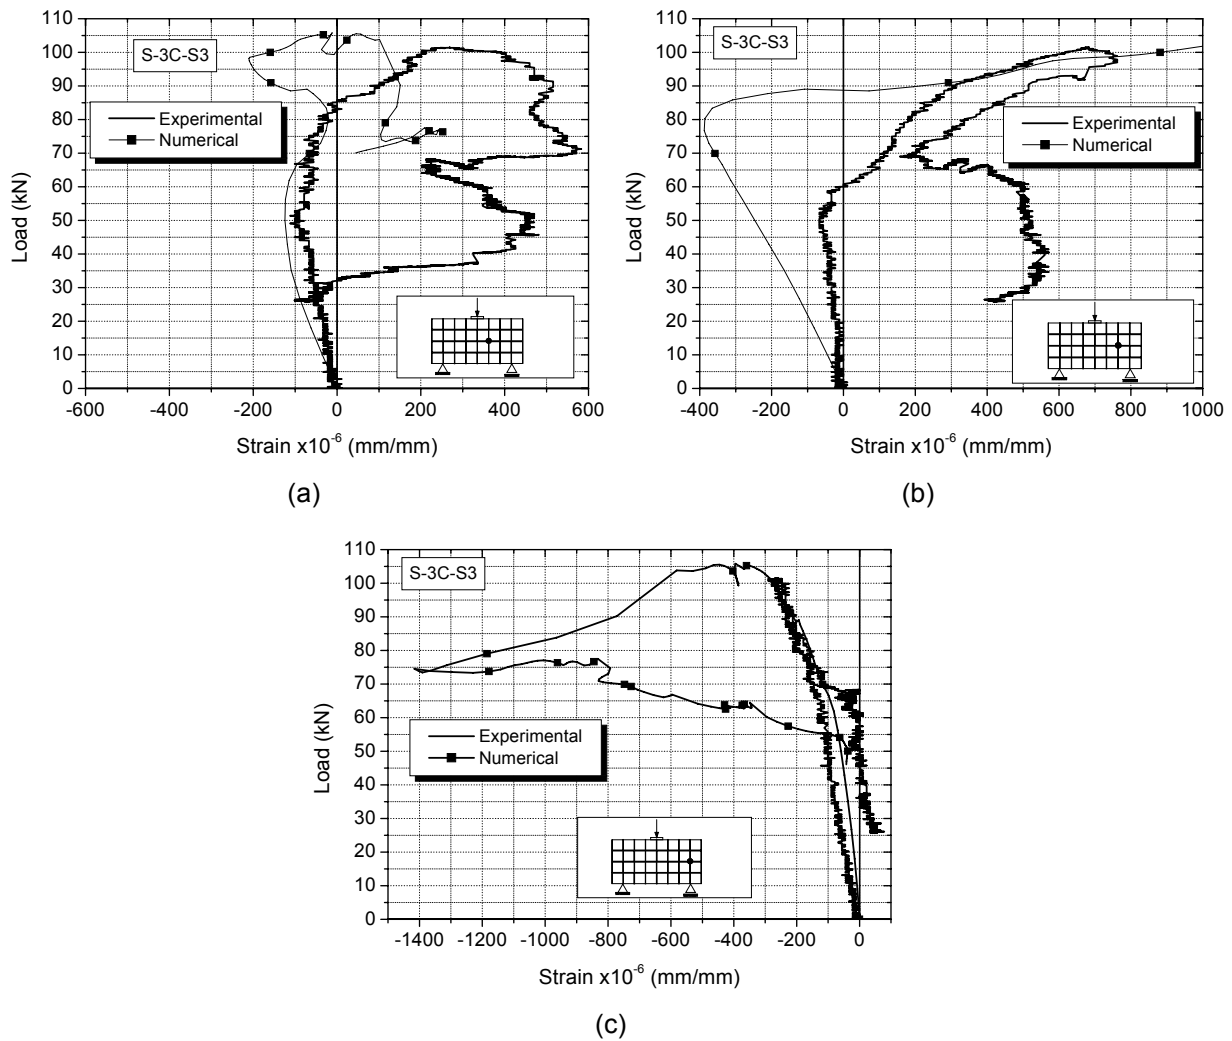 110
100
90
80
70
60
50
40
30
20
10
0
Load (kN)
S-3C-S3
Experimental
Numerical
-600 -400 -200 0 200 400 600
Strain x10-6 (mm/mm)
(a)
110
100
90
80
70
60
50
40
30
20
10
0
Load (kN)
S-3C-S3
Experimental
Numerical
-400 -200 0 200 400 600 800 1000
Strain x10-6 (mm/mm)
(b)
110
100
90
80
70
60
50
40
30
20
10
0
Load (kN)
S-3C-S3
Experimental
Numerical
-1400 -1200 -1000 -800 -600 -400 -200 0
Strain x10-6 (mm/mm)
(c)